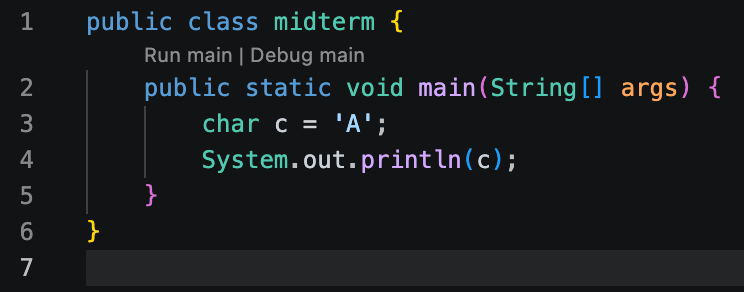 1 public class midterm {
Run main | Debug main
2 public static void main(String[] args) {
3 char c = 'A';
4 System.out.println(c);
5 }
6 }
7